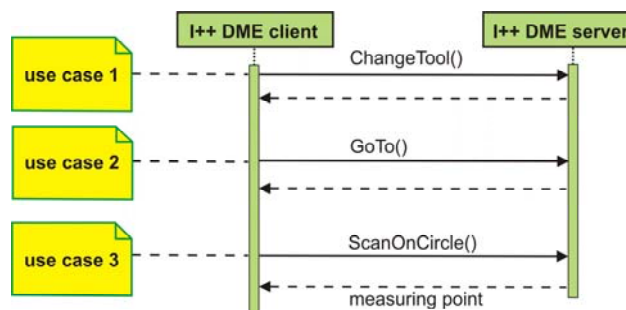 I++ DME client
I++ DME server
use case 1
ChangeTool()
use case 2
GoTo()
use case 3
ScanOnCircle()
measuring point